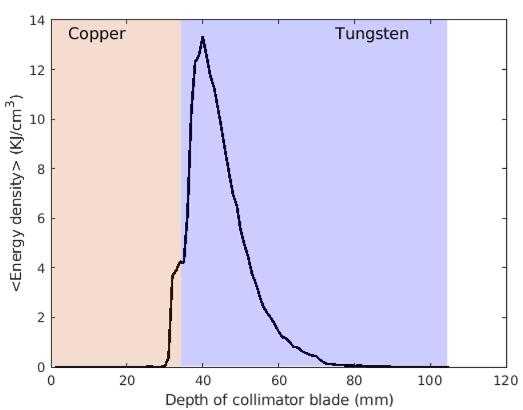 14
Copper
Tungsten
12
10
8
6
4
2
0
<Energy density> (KJ/cm³)
0 20 40 60 80 100 120
Depth of collimator blade (mm)